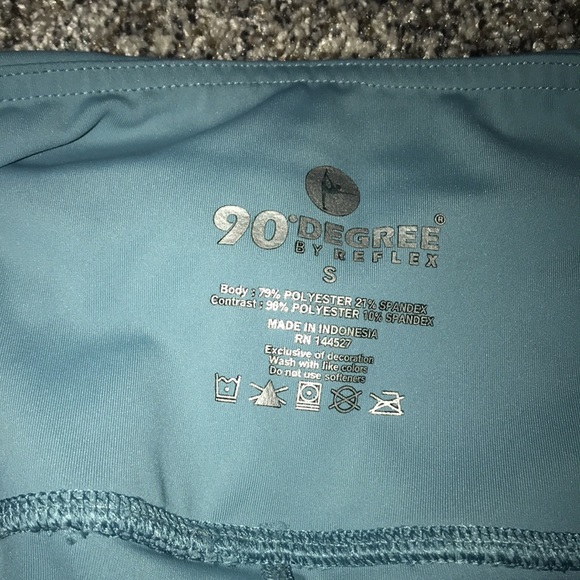 90°DEGREE®
BY REFLEX
S
Body : 79% POLYESTER 21% SPANDEX
Contrast : 90% POLYESTER 10% SPANDEX
MADE IN INDONESIA
RN 144527
Exclusive of decoration
Wash with like colors
Do not use softeners